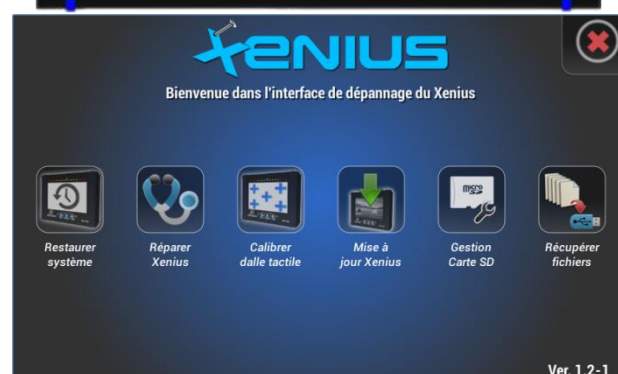 XENIUS
Bienvenue dans l'interface de dépannage du Xenius
Restaurer
système
Réparer
Xenius
Calibrer
dalle tactile
Mise à
jour Xenius
micro
Gestion
Carte SD
Récupérer
fichiers
Ver. 1.2-1